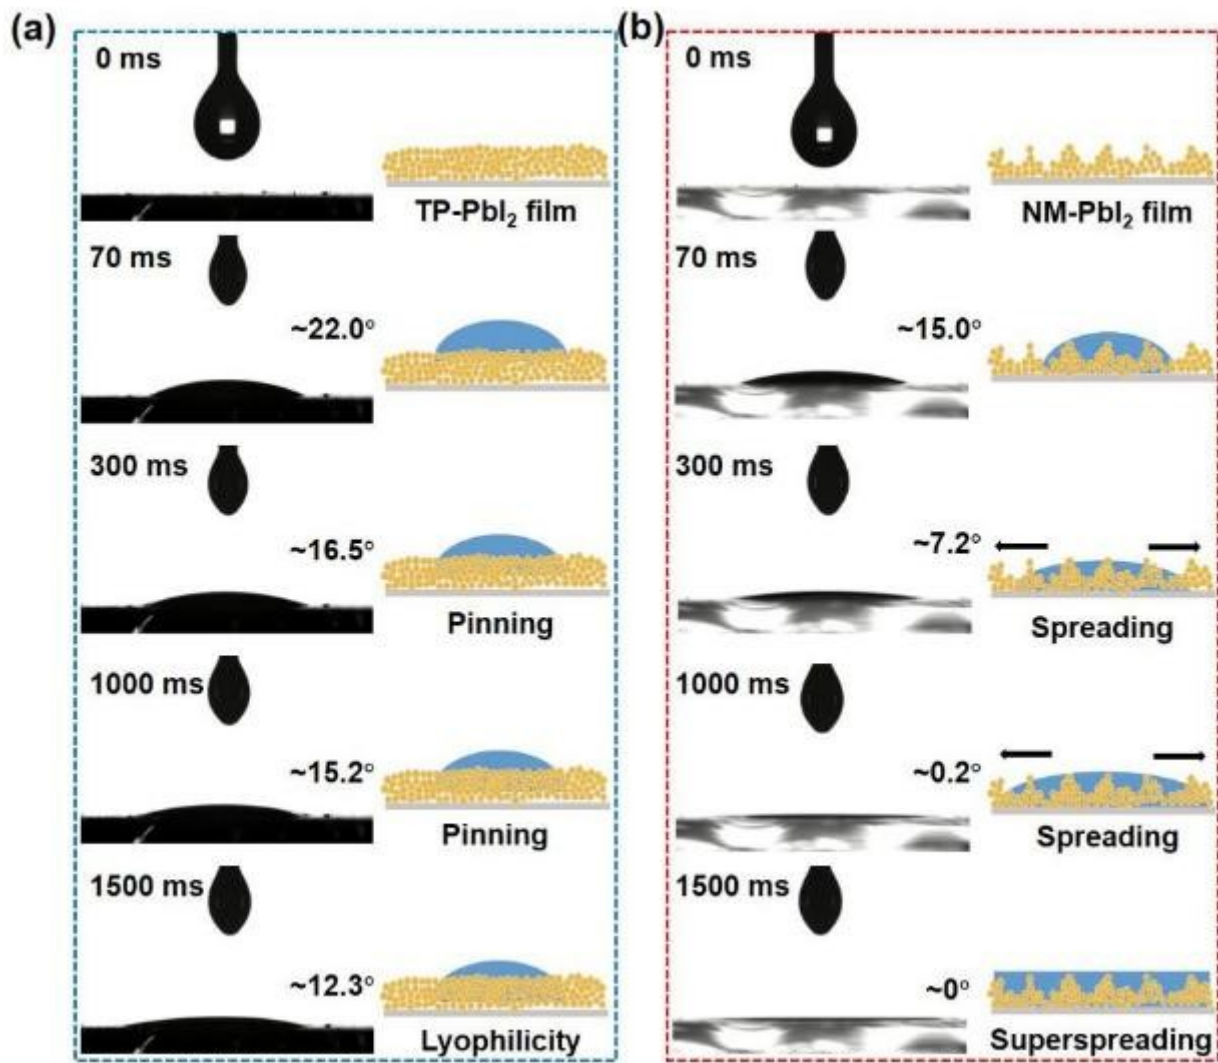 (a)
0 ms
TP-PbI₂ film
70 ms
~22.0°
300 ms
~16.5°
Pinning
1000 ms
~15.2°
Pinning
1500 ms
~12.3°
Lyophilicity
(b)
0 ms
NM-PbI₂ film
70 ms
~15.0°
300 ms
~7.2°
Spreading
1000 ms
~0.2°
Spreading
1500 ms
~0°
Superspreading